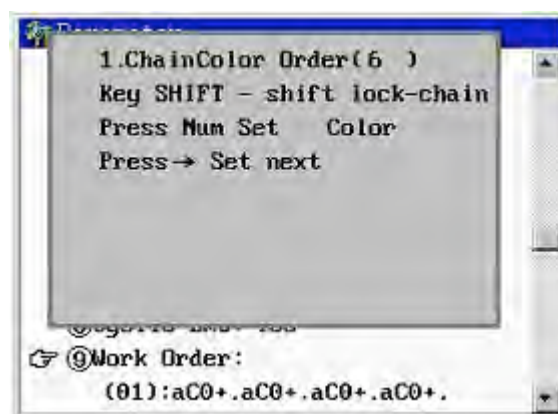 1.ChainColor Order(6 )
Key SHIFT - shift lock-chain
Press Num Set Color
Press→ Set next
⑨Work Order:
(01):aC0+.aC0+.aC0+.aC0+.